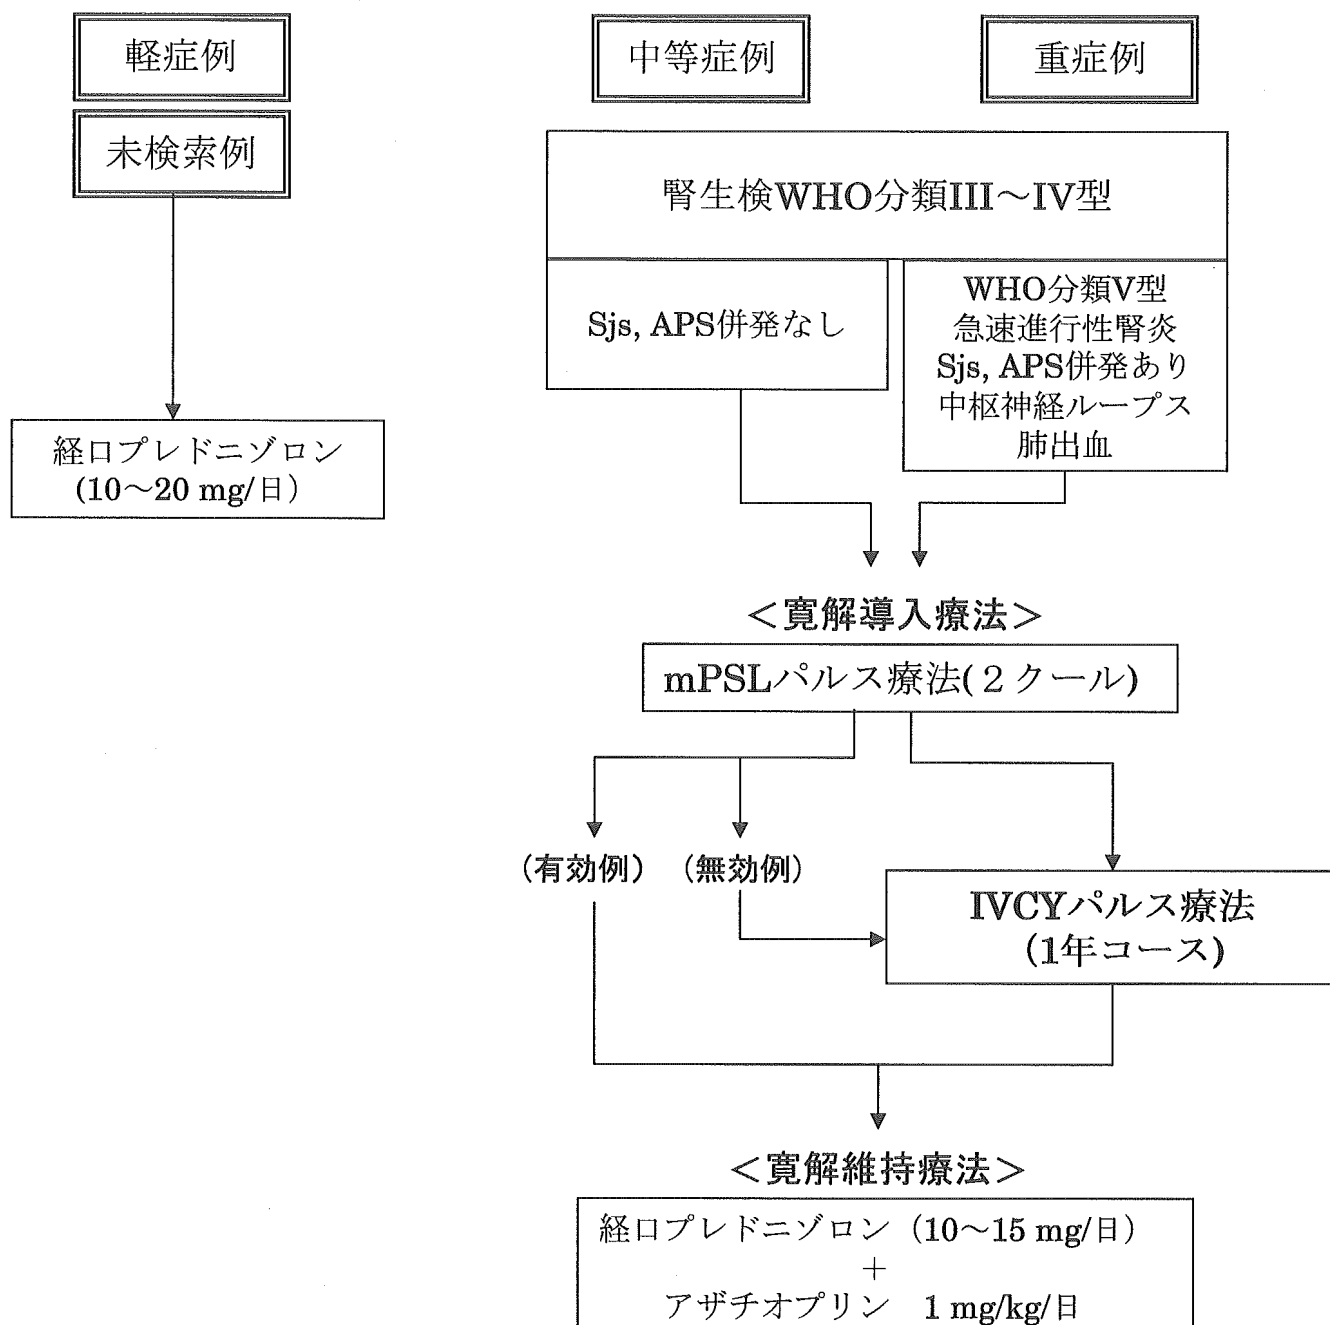 軽症例
未検索例
経口プレドニゾロン
(10～20 mg/日)
中等症例
重症例
腎生検WHO分類III～IV型
Sjs, APS併発なし
WHO分類V型
急速進行性腎炎
Sjs, APS併発あり
中枢神経ループス
肺出血
＜寛解導入療法＞
mPSLパルス療法(２クール)
(有効例)
(無効例)
IVCYパルス療法
(1年コース)
＜寛解維持療法＞
経口プレドニゾロン（10～15 mg/日）
+
アザチオプリン　1 mg/kg/日